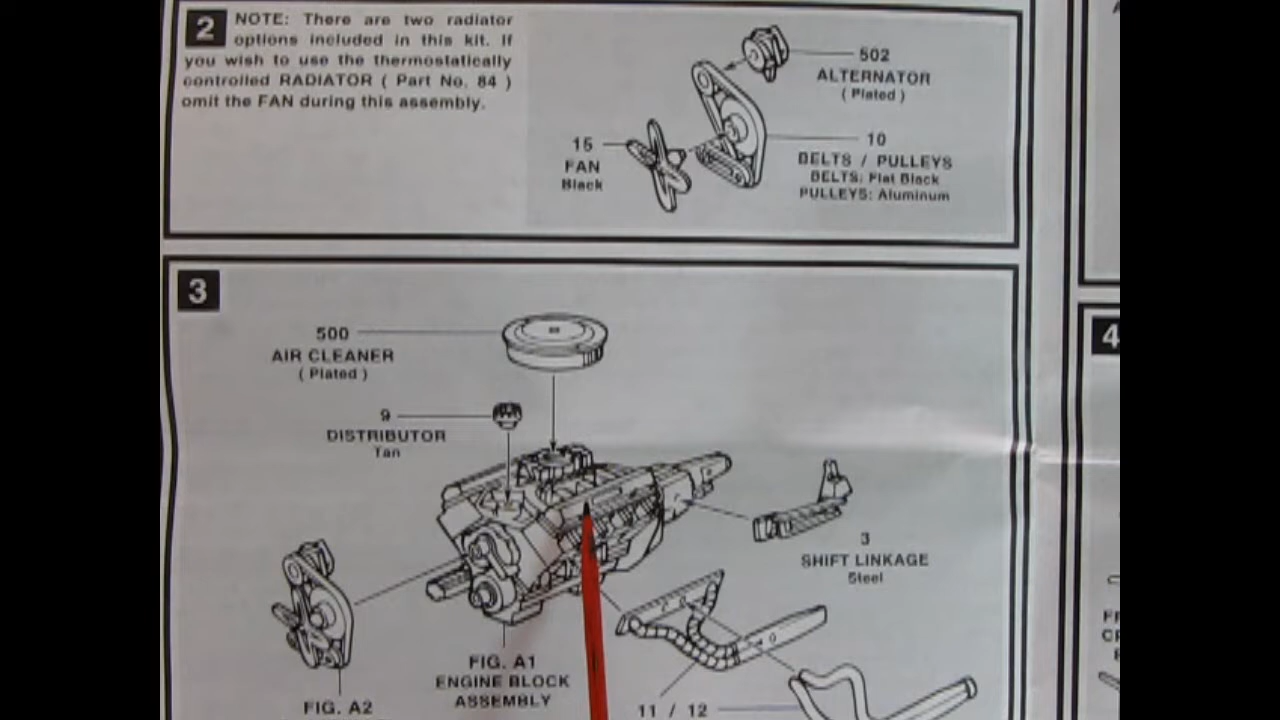 2 NOTE: There are two radiator
options included in this kit. If
you wish to use the thermostatically
controlled RADIATOR ( Part No. 84 )
omit the FAN during this assembly.
502
ALTERNATOR
( Plated )
15
FAN
Black
10
BELTS / PULLEYS
BELTS: Flat Black
PULLEYS: Aluminum
3
500
AIR CLEANER
( Plated )
9
DISTRIBUTOR
Tan
3
SHIFT LINKAGE
Steel
FIG. A1
ENGINE BLOCK
ASSEMBLY
FIG. A2
11 / 12
4